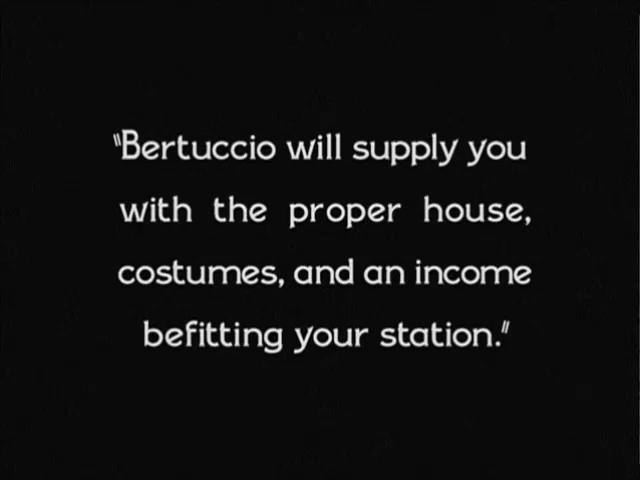 "Bertuccio will supply you
with the proper house,
costumes, and an income
befitting your station."